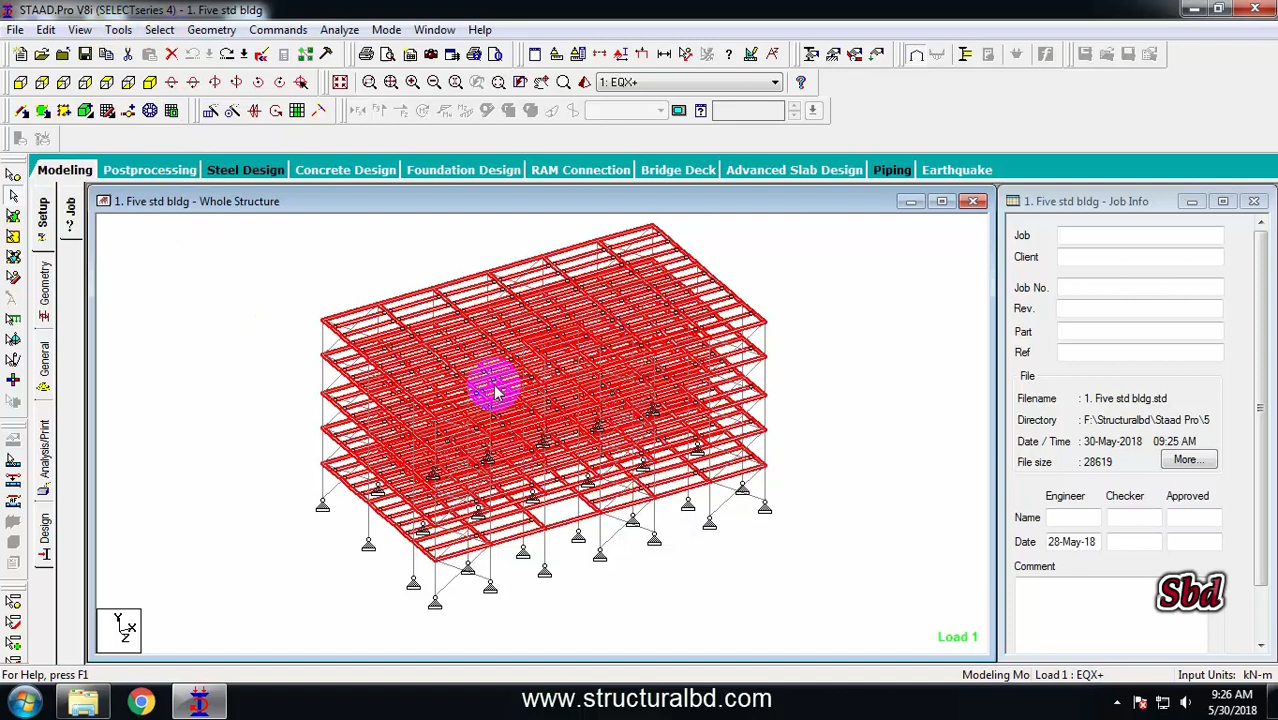 STAAD.Pro V8i (SELECTseries 4) - 1. Five std bldg
File Edit View Tools Select Geometry Commands Analyze Mode Window Help
1: EQX+
Modeling Postprocessing Steel Design Concrete Design Foundation Design RAM Connection Bridge Deck Advanced Slab Design Piping Earthquake
Setup
Geometry
General
Analysis/Print
Design
Job
1. Five std bldg - Whole Structure
Y
X
Z
Load 1
1. Five std bldg - Job Info
Job
Client
Job No.
Rev.
Part
Ref
File
Filename : 1. Five std bldg.std
Directory : F:\Structuralbd\Staad Pro\5
Date / Time : 30-May-2018 09:25 AM
File size : 28619 More...
Engineer Checker Approved
Name
Date 28-May-18
Comment
Sbd
For Help, press F1
Modeling Mo Load 1 : EQX+ Input Units: kN-m
www.structuralbd.com
9:26 AM
5/30/2018